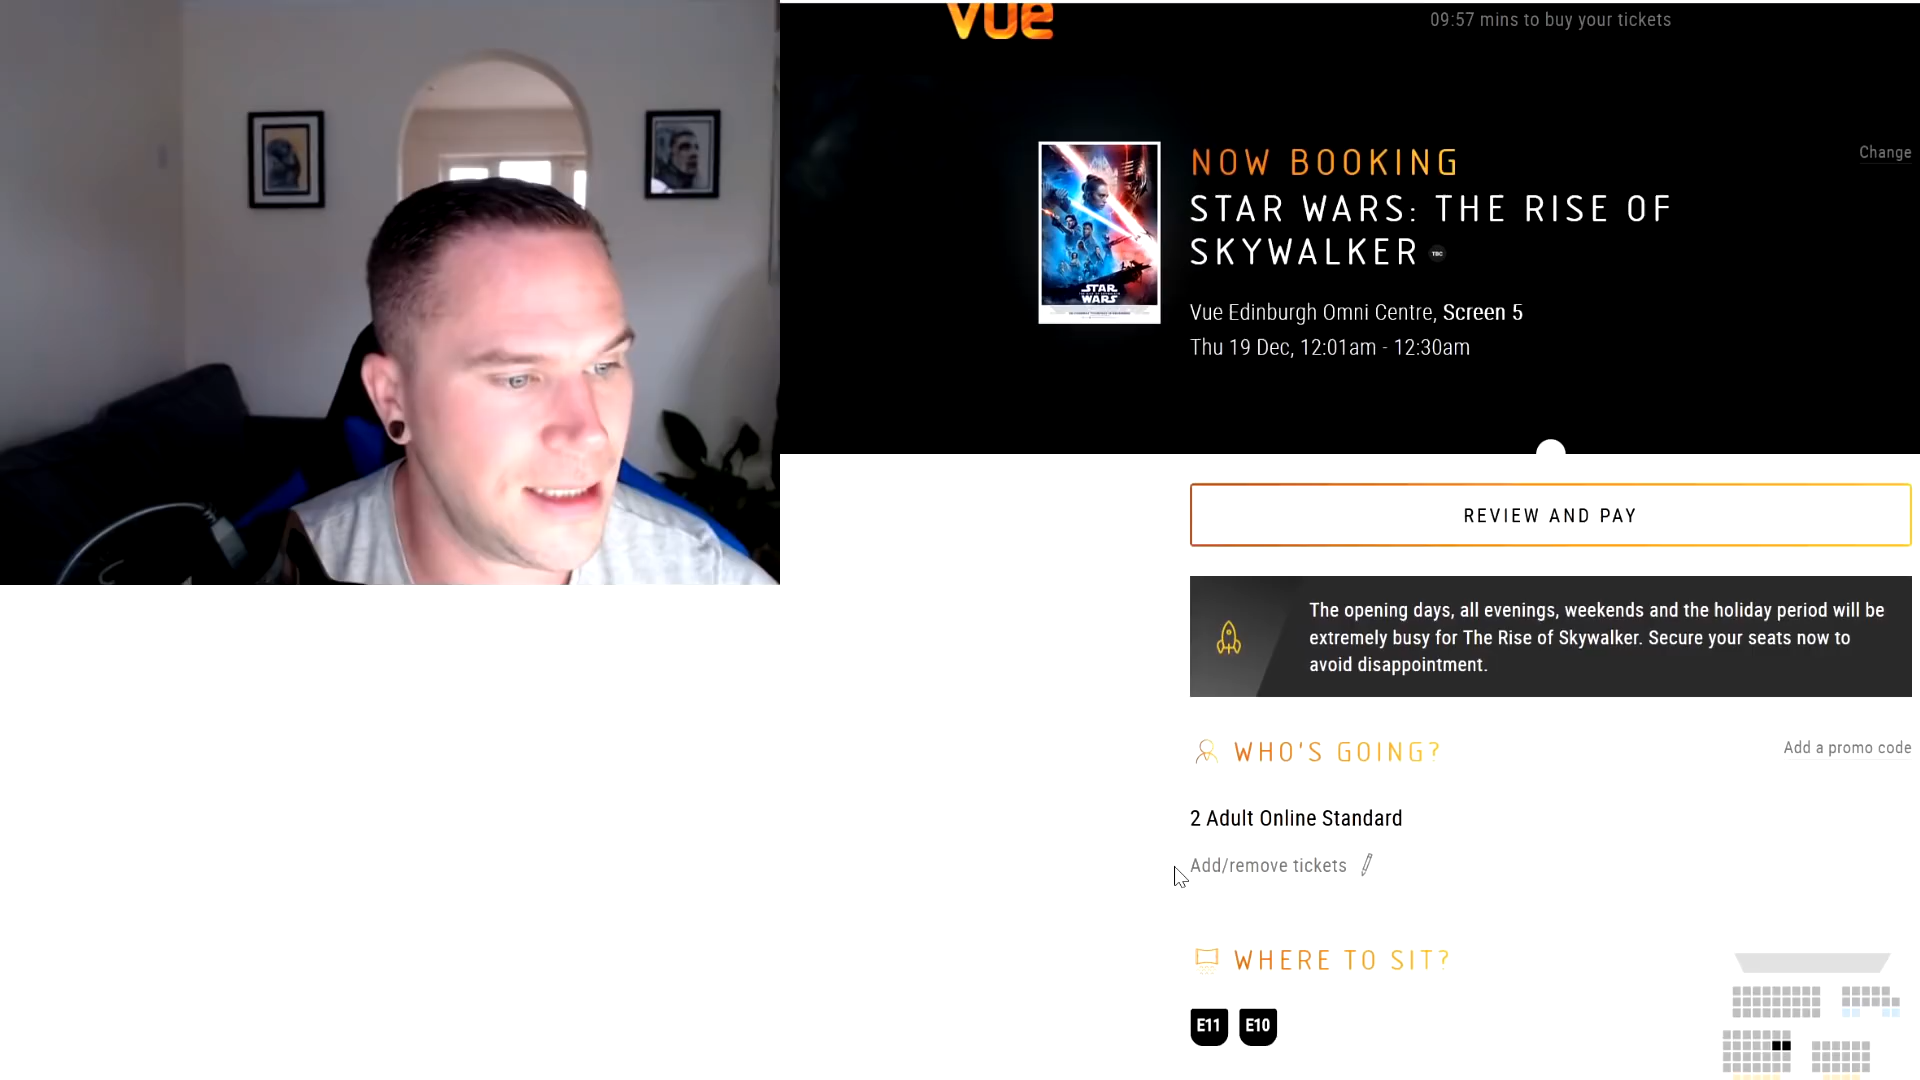 vue
09:57 mins to buy your tickets
NOW BOOKING
Change
STAR WARS: THE RISE OF
SKYWALKER
TBC
STAR
WARS
Vue Edinburgh Omni Centre, Screen 5
Thu 19 Dec, 12:01am - 12:30am
REVIEW AND PAY
The opening days, all evenings, weekends and the holiday period will be
extremely busy for The Rise of Skywalker. Secure your seats now to
avoid disappointment.
WHO'S GOING?
Add a promo code
2 Adult Online Standard
Add/remove tickets
WHERE TO SIT?
E11 E10